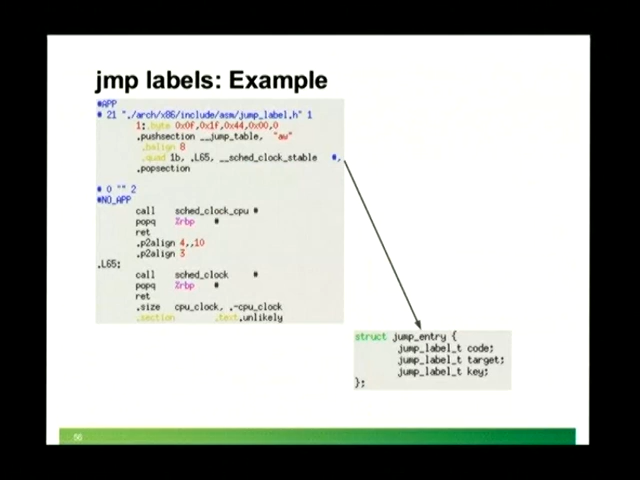 jmp labels: Example
#APP
# 21 "./arch/x86/include/asm/jump_label.h" 1
1:.byte 0x0f,0x1f,0x44,0x00,0
.pushsection __jump_table, "aw"
.balign 8
.quad 1b, .L65, __sched_clock_stable #,
.popsection
# 0 "" 2
#NO_APP
call sched_clock_cpu #
popq %rbp #
ret
.p2align 4,,10
.p2align 3
.L65:
call sched_clock #
popq %rbp #
ret
.size cpu_clock, .-cpu_clock
.section .text.unlikely
struct jump_entry {
jump_label_t code;
jump_label_t target;
jump_label_t key;
};
56